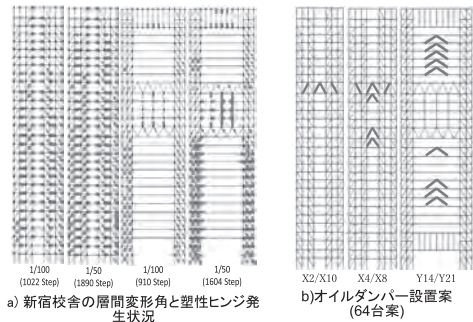 1/100 1/50 1/100 1/50
(1022 Step) (1890 Step) (910 Step) (1604 Step)
a) 新宿校舎の層間変形角と塑性ヒンジ発
生状況
X2/X10 X4/X8 Y14/Y21
b)オイルダンパー設置案
(64台案)